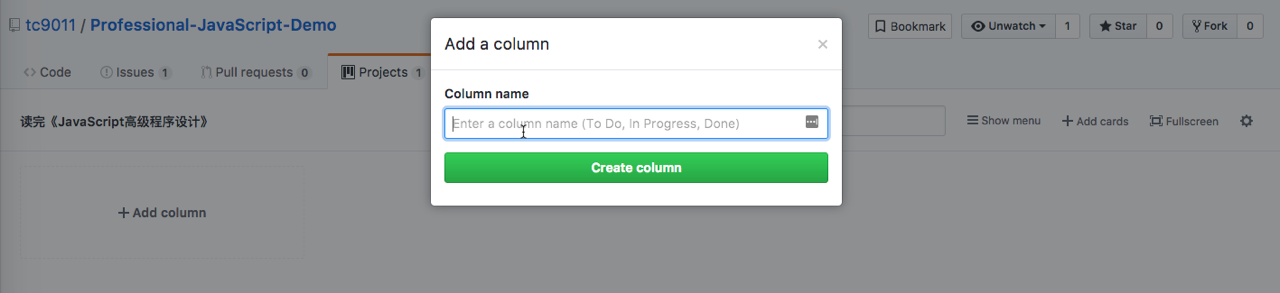 tc9011 / Professional-JavaScript-Demo
Bookmark
Unwatch 1
Star 0
Fork 0
Code
Issues 1
Pull requests 0
Projects 1
Add a column
×
Column name
Enter a column name (To Do, In Progress, Done)
Create column
读完《JavaScript高级程序设计》
Show menu
+ Add cards
Fullscreen
+ Add column